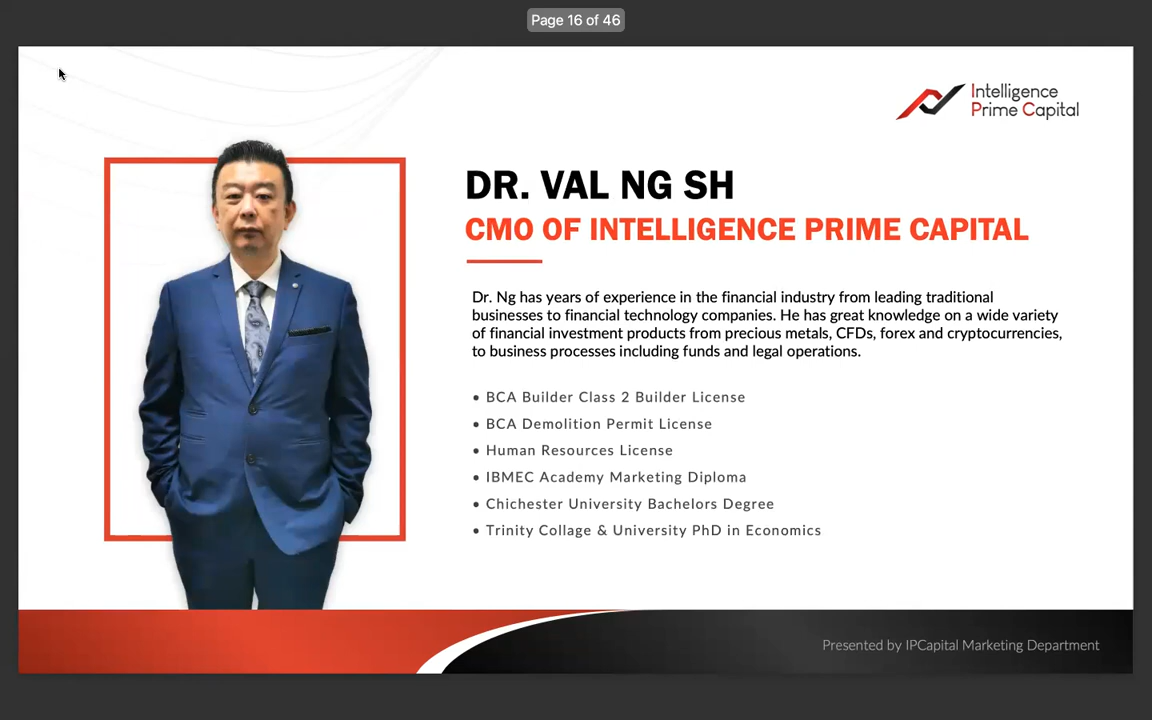 Page 16 of 46
Intelligence
Prime Capital
DR. VAL NG SH
CMO OF INTELLIGENCE PRIME CAPITAL
Dr. Ng has years of experience in the financial industry from leading traditional
businesses to financial technology companies. He has great knowledge on a wide variety
of financial investment products from precious metals, CFDs, forex and cryptocurrencies,
to business processes including funds and legal operations.
• BCA Builder Class 2 Builder License
• BCA Demolition Permit License
• Human Resources License
• IBMEC Academy Marketing Diploma
• Chichester University Bachelors Degree
• Trinity Collage & University PhD in Economics
Presented by IPCapital Marketing Department